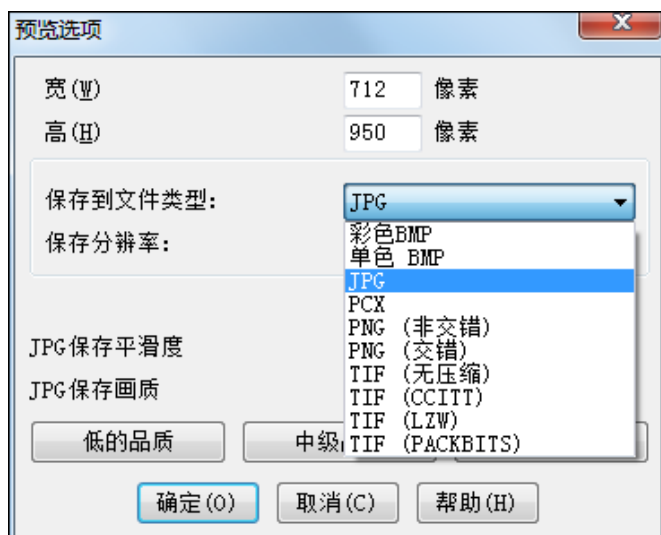 预览选项
宽(W) 712 像素
高(H) 950 像素
保存到文件类型: JPG
保存分辨率:
彩色BMP
单色 BMP
JPG
PCX
PNG (非交错)
PNG (交错)
TIF (无压缩)
TIF (CCITT)
TIF (LZW)
TIF (PACKBITS)
JPG保存平滑度
JPG保存画质
低的品质 中级
确定(O) 取消(C) 帮助(H)